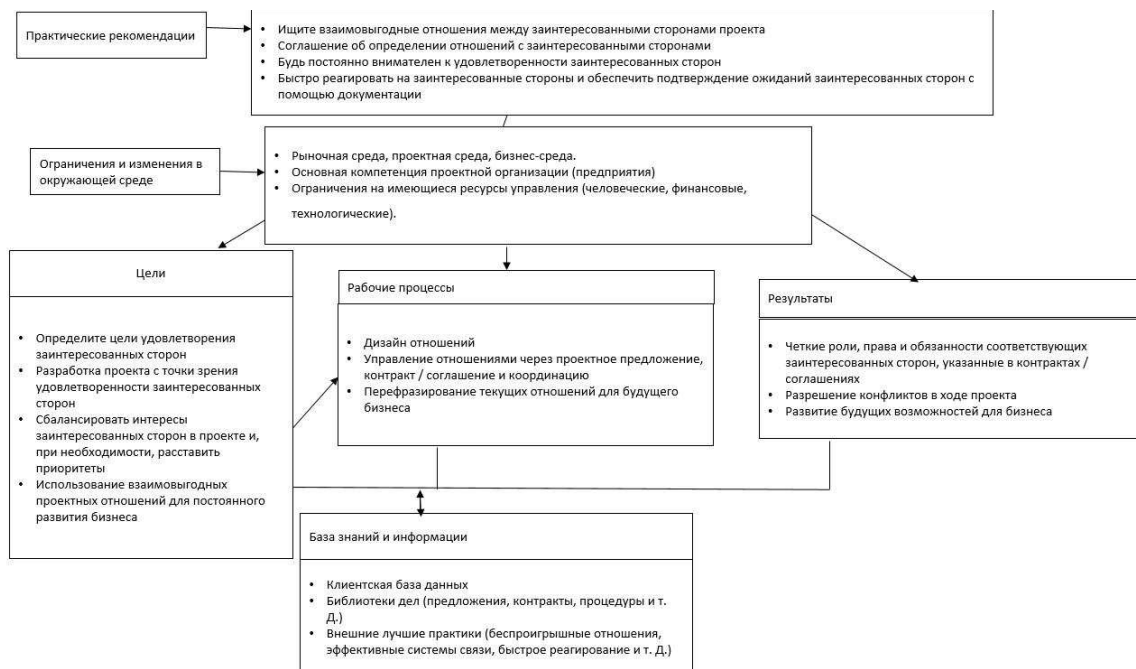 Практические рекомендации
• Ищите взаимовыгодные отношения между заинтересованными сторонами проекта
• Соглашение об определении отношений с заинтересованными сторонами
• Будь постоянно внимателен к удовлетворенности заинтересованных сторон
• Быстро реагировать на заинтересованные стороны и обеспечить подтверждение ожиданий заинтересованных сторон с
помощью документации
Ограничения и изменения в
окружающей среде
• Рыночная среда, проектная среда, бизнес-среда.
• Основная компетенция проектной организации (предприятия)
• Ограничения на имеющиеся ресурсы управления (человеческие, финансовые,
технологические).
Цели
• Определите цели удовлетворения
заинтересованных сторон
• Разработка проекта с точки зрения
удовлетворенности заинтересованных
сторон
• Сбалансировать интересы
заинтересованных сторон в проекте и,
при необходимости, расставить
приоритеты
• Использование взаимовыгодных
проектных отношений для постоянного
развития бизнеса
Рабочие процессы
• Дизайн отношений
• Управление отношениями через проектное предложение,
контракт / соглашение и координацию
• Перефразирование текущих отношений для будущего
бизнеса
Результаты
• Четкие роли, права и обязанности соответствующих
заинтересованных сторон, указанные в контрактах /
соглашениях
• Разрешение конфликтов в ходе проекта
• Развитие будущих возможностей для бизнеса
База знаний и информации
• Клиентская база данных
• Библиотеки дел (предложения, контракты, процедуры и т.
Д.)
• Внешние лучшие практики (беспроигрышные отношения,
эффективные системы связи, быстрое реагирование и т. Д.)